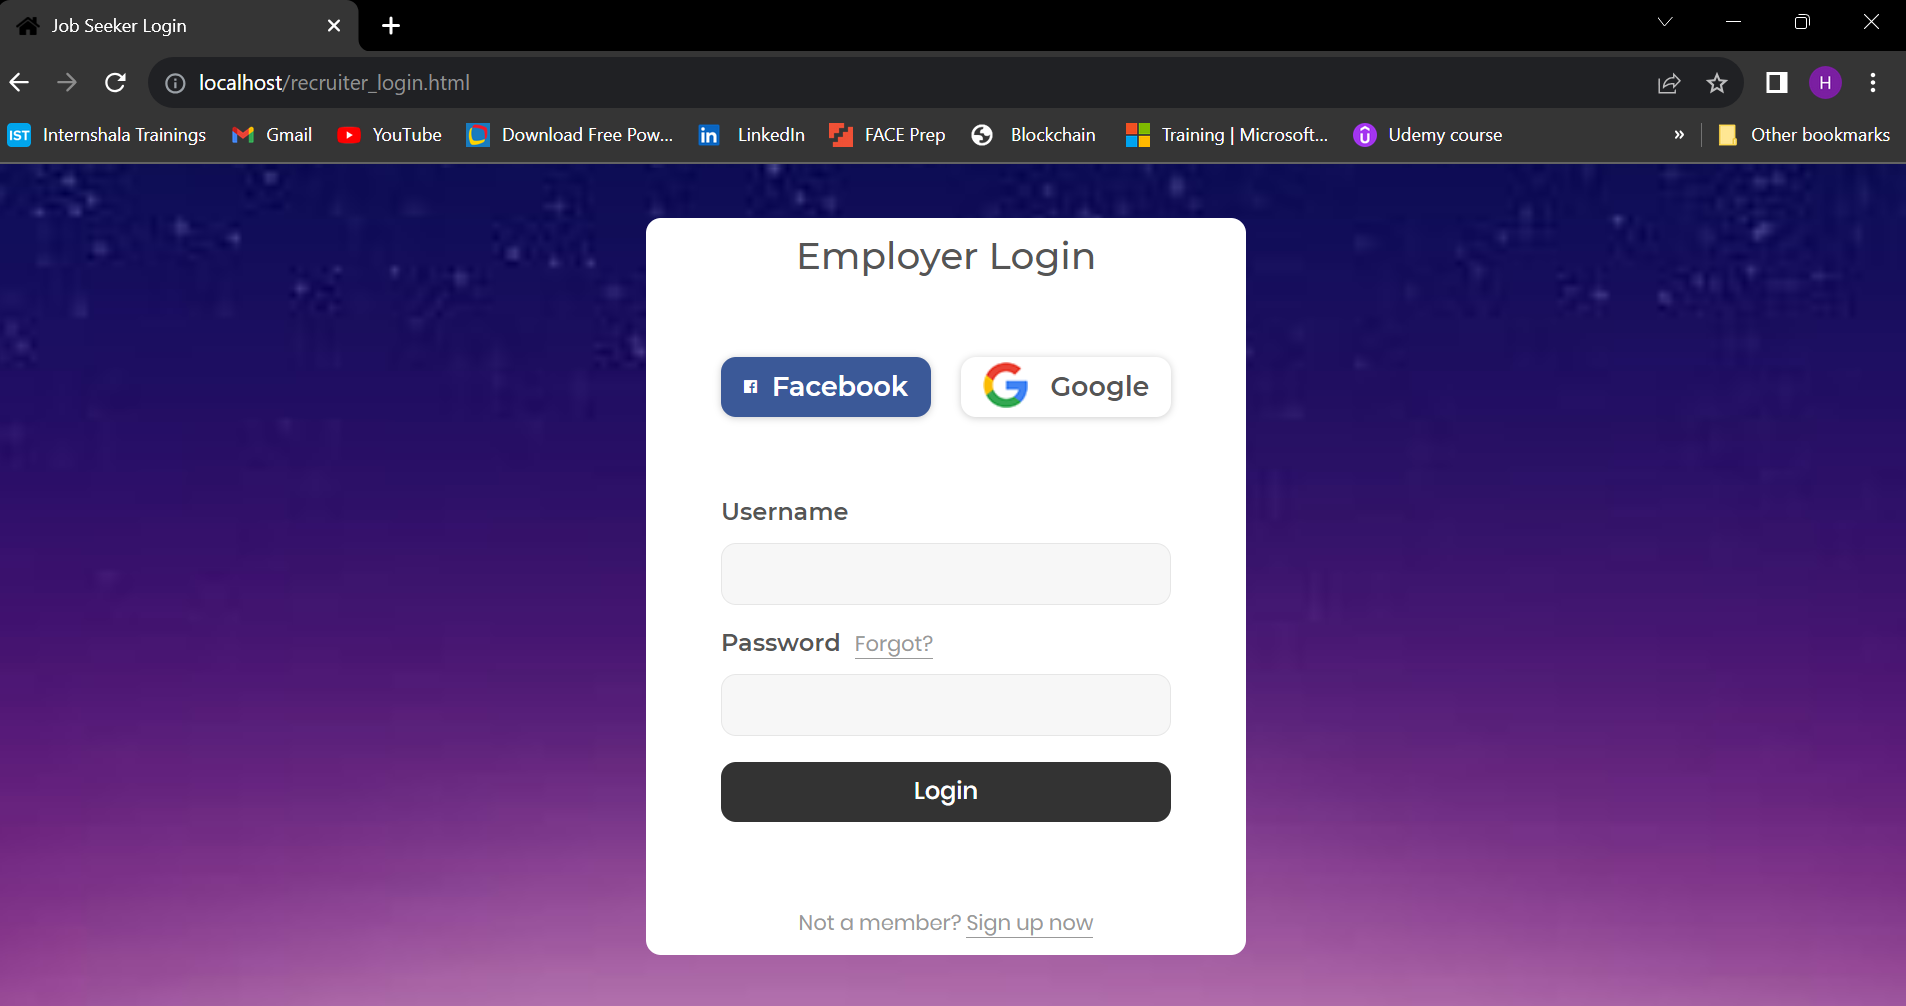 Job Seeker Login
localhost/recruiter_login.html
H
IST Internshala Trainings Gmail YouTube Download Free Pow... in LinkedIn FACE Prep Blockchain Training | Microsoft... Udemy course » Other bookmarks
Employer Login
Facebook Google
Username
Password Forgot?
Login
Not a member? Sign up now